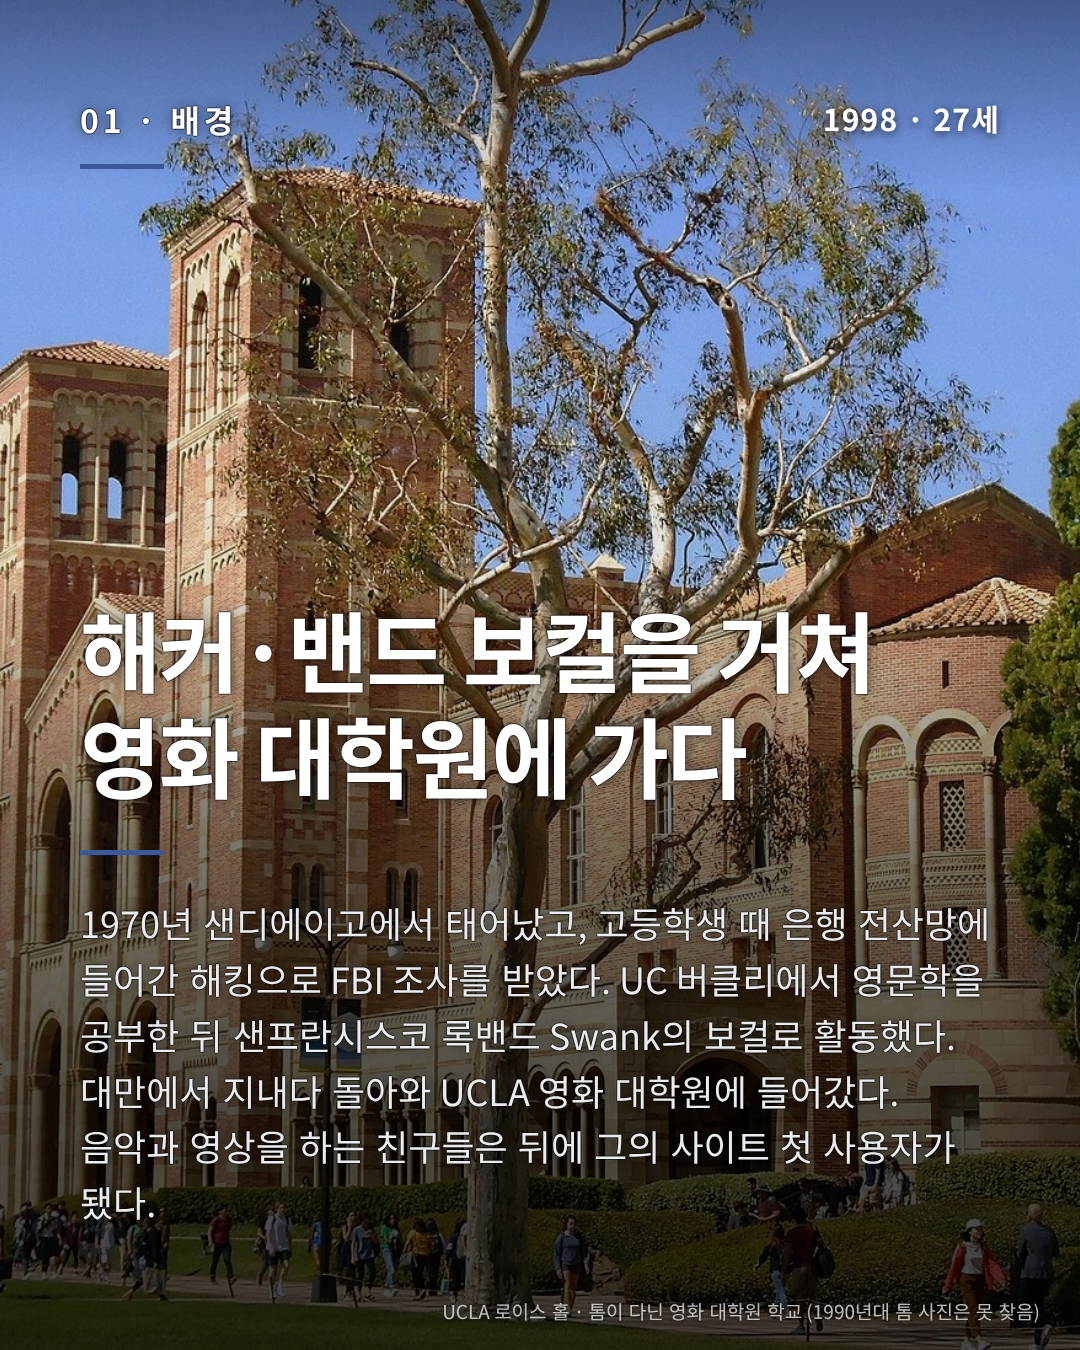 01 · 배경
1998 · 27세
해커·밴드 보컬을 거쳐
영화 대학원에 가다
1970년 샌디에이고에서 태어났고, 고등학생 때 은행 전산망에
들어간 해킹으로 FBI 조사를 받았다. UC 버클리에서 영문학을
공부한 뒤 샌프란시스코 록밴드 Swank의 보컬로 활동했다.
대만에서 지내다 돌아와 UCLA 영화 대학원에 들어갔다.
음악과 영상을 하는 친구들은 뒤에 그의 사이트 첫 사용자가
됐다.
UCLA 로이스 홀 · 톰이 다닌 영화 대학원 학교 (1990년대 톰 사진은 못 찾음)